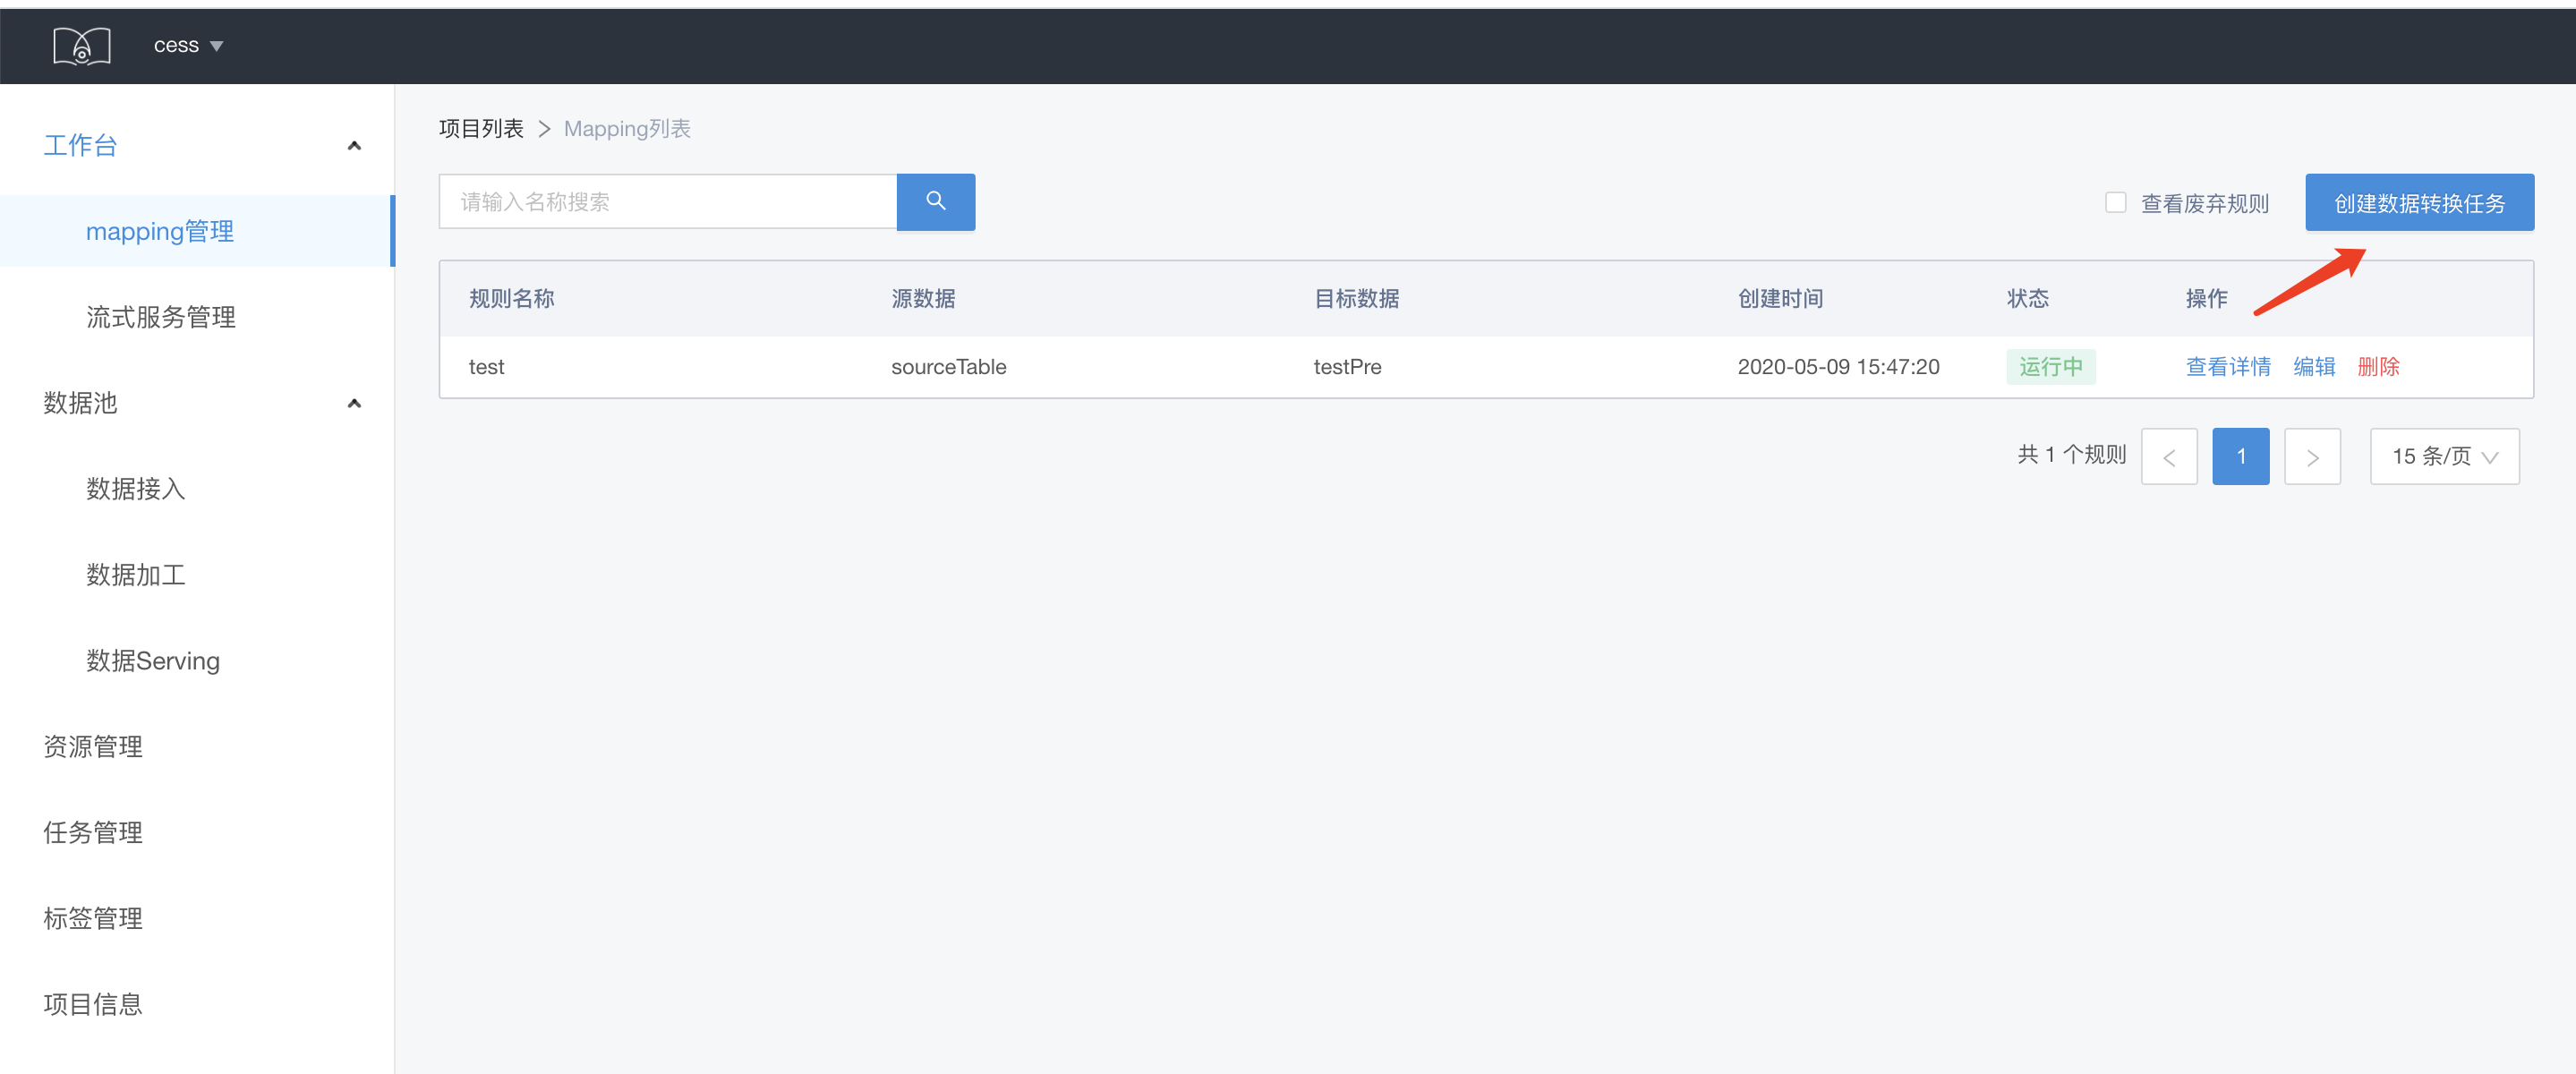 cess
工作台
mapping管理
流式服务管理
数据池
数据接入
数据加工
数据Serving
资源管理
任务管理
标签管理
项目信息
项目列表 > Mapping列表
请输入名称搜索
查看废弃规则
创建数据转换任务
规则名称 源数据 目标数据 创建时间 状态 操作
test sourceTable testPre 2020-05-09 15:47:20 运行中 查看详情 编辑 删除
共 1 个规则 < 1 > 15 条/页